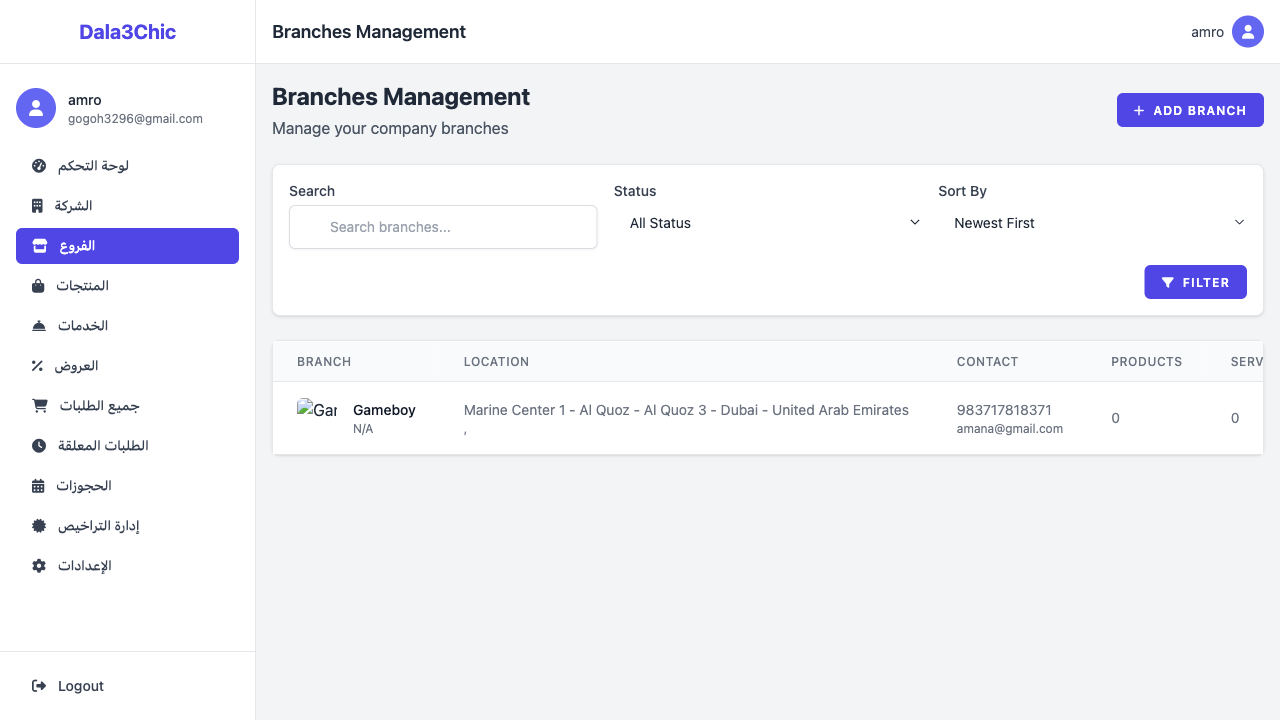 Dala3Chic
amro
gogoh3296@gmail.com
لوحة التحكم
الشركة
الفروع
المنتجات
الخدمات
العروض
جميع الطلبات
الطلبات المعلقة
الحجوزات
إدارة التراخيص
الإعدادات
Logout
Branches Management
amro
Branches Management
Manage your company branches
+ ADD BRANCH
Search
Search branches...
Status
All Status
Sort By
Newest First
FILTER
BRANCH LOCATION CONTACT PRODUCTS SERV
Gar
Gameboy
N/A
Marine Center 1 - Al Quoz - Al Quoz 3 - Dubai - United Arab Emirates
,
983717818371
amana@gmail.com
0
0